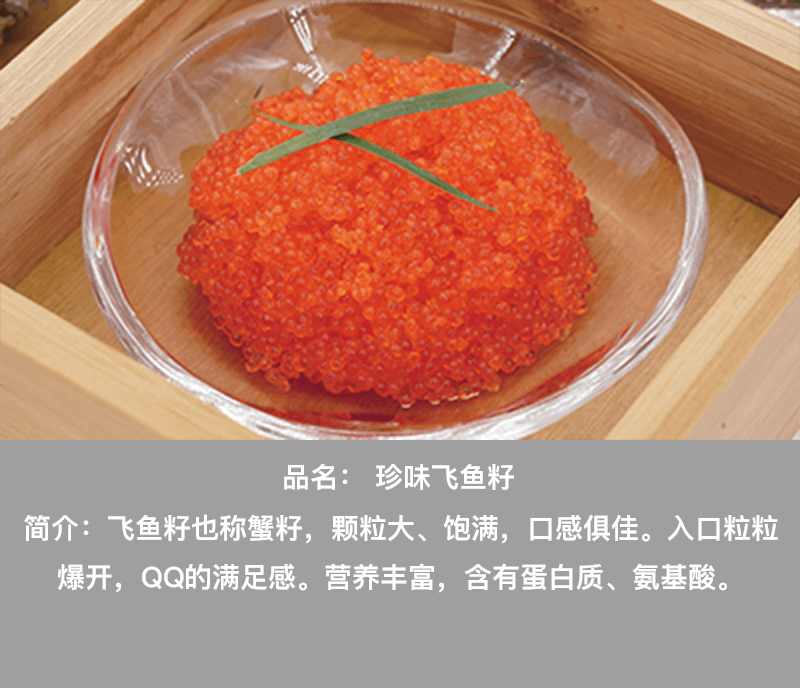 品名： 珍味飞鱼籽
简介：飞鱼籽也称蟹籽，颗粒大、饱满，口感俱佳。入口粒粒
爆开，QQ的满足感。营养丰富，含有蛋白质、氨基酸。